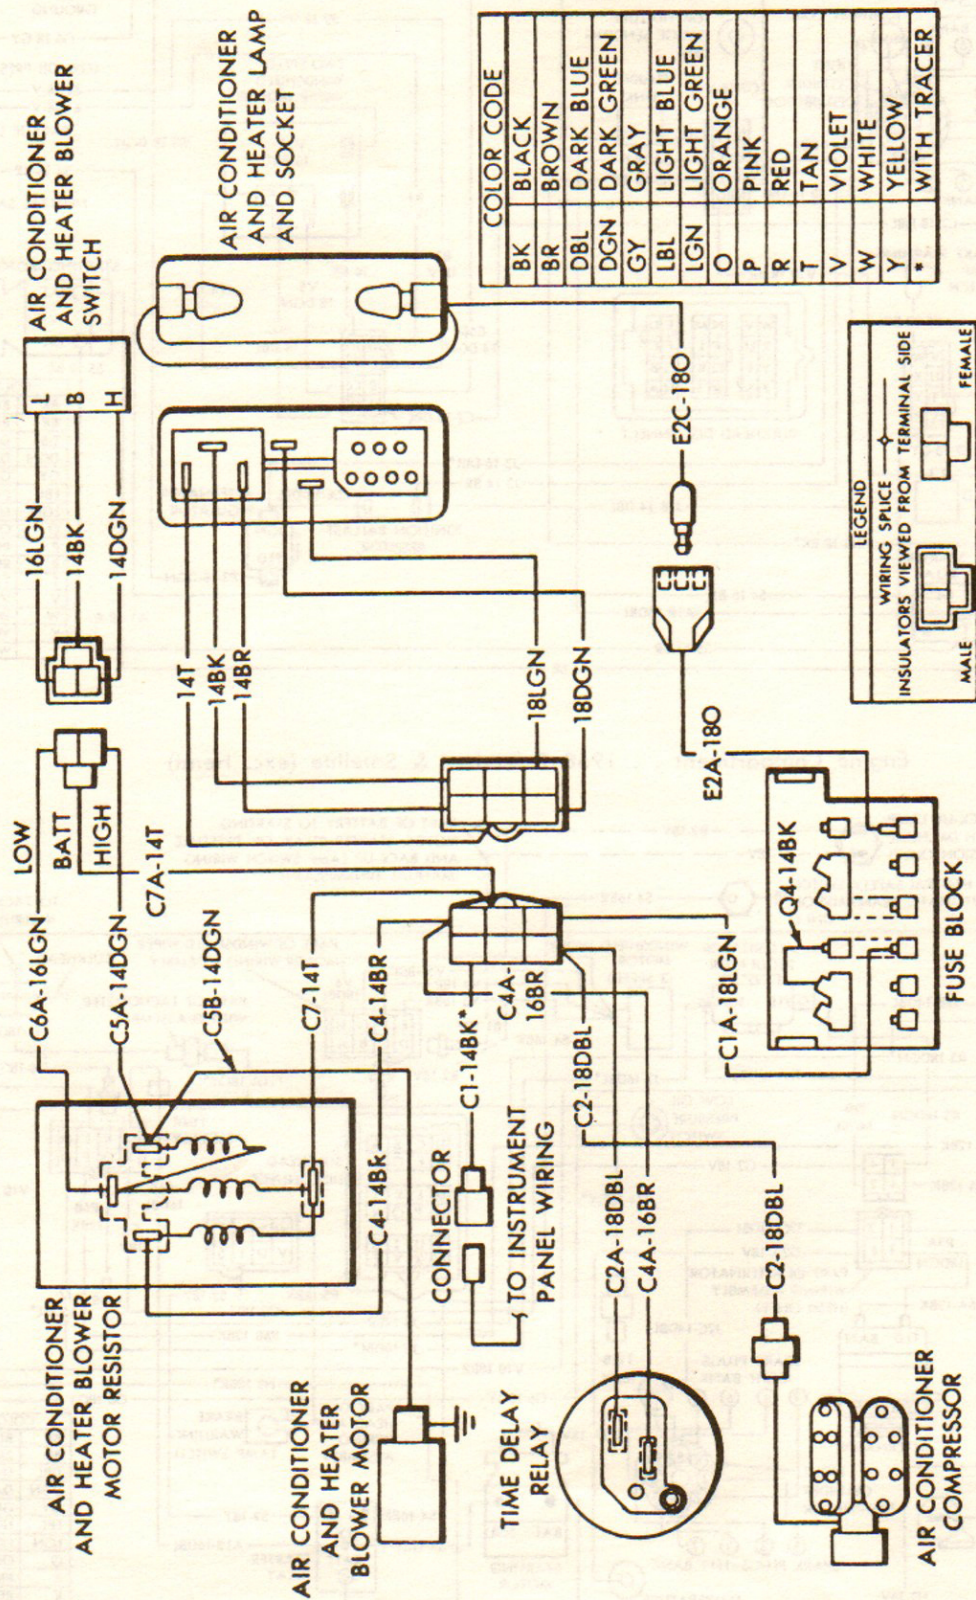 AIR CONDITIONER
AND HEATER BLOWER
MOTOR RESISTOR
C6A-16LGN
LOW
BATT
HIGH
C5A-14DGN
C5B-14DGN
C7A-14T
C7-14T
C4-14BR
C4-14BR
16LGN
14BK
14DGN
L
B
H
AIR CONDITIONER
AND HEATER BLOWER
SWITCH
AIR CONDITIONER
AND HEATER LAMP
AND SOCKET
14T
14BK
14BR
18LGN
18DGN
AIR CONDITIONER
AND HEATER
BLOWER MOTOR
CONNECTOR
C1-14BK*
C4A-
16BR
TO INSTRUMENT
PANEL WIRING
C2-18DBL
TIME DELAY
RELAY
C2A-18DBL
C4A-16BR
C1A-18LGN
E2A-18O
E2C-18O
C2-18DBL
AIR CONDITIONER
COMPRESSOR
Q4-14BK
FUSE BLOCK
COLOR CODE
BK BLACK
BR BROWN
DBL DARK BLUE
DGN DARK GREEN
GY GRAY
LBL LIGHT BLUE
LGN LIGHT GREEN
O ORANGE
P PINK
R RED
T TAN
V VIOLET
W WHITE
Y YELLOW
* WITH TRACER
LEGEND
WIRING SPLICE
INSULATORS VIEWED FROM TERMINAL SIDE
MALE
FEMALE